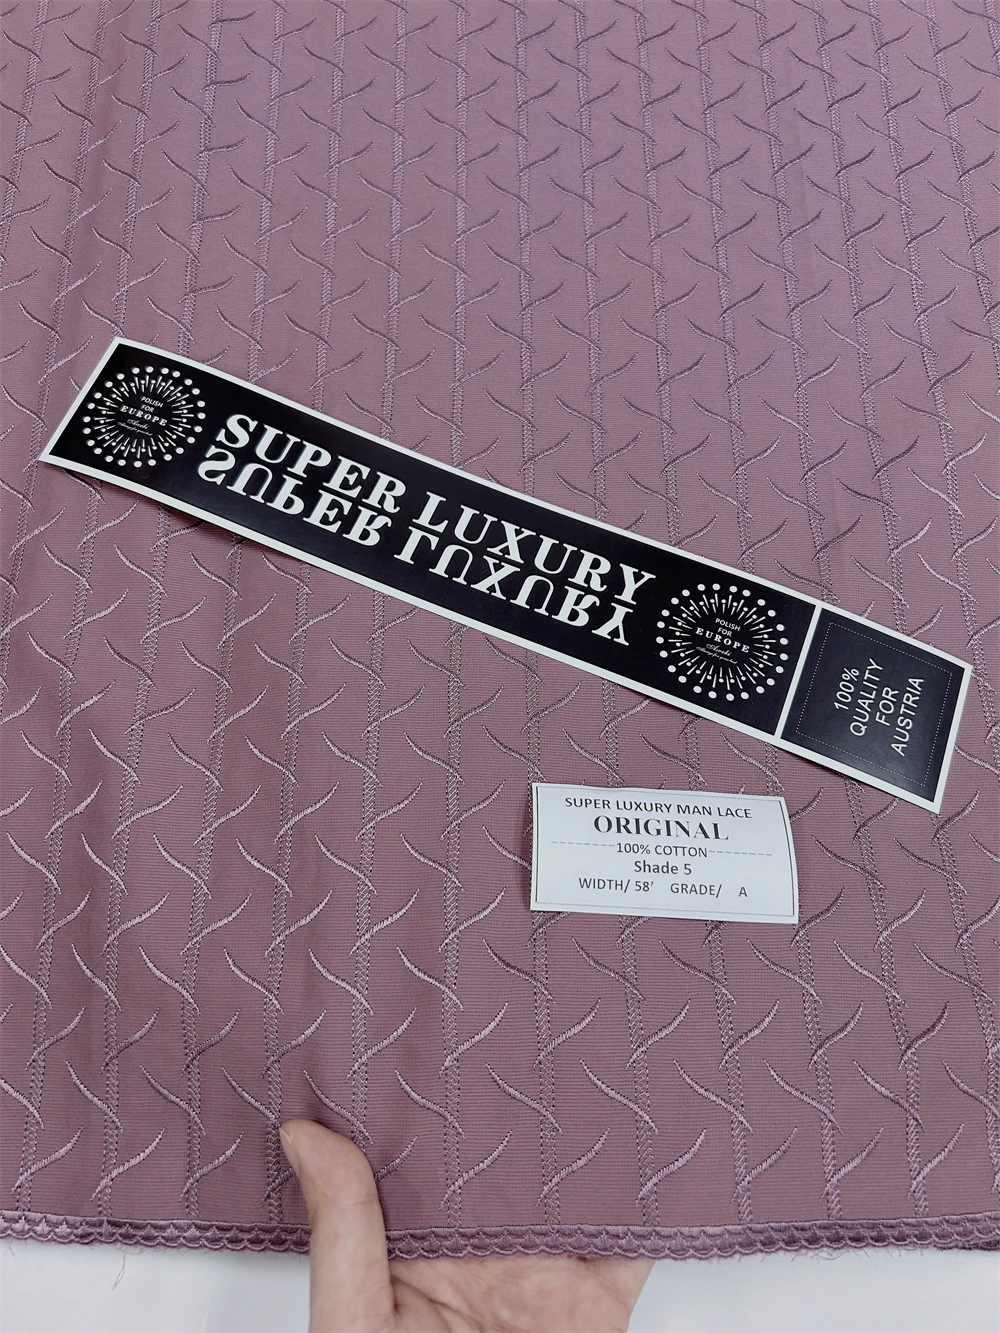 POLISH
FOR
EUROPE
SUPER LUXURY
SUPER LUXURY
POLISH
FOR
EUROPE
100%
QUALITY
FOR
AUSTRIA
SUPER LUXURY MAN LACE
ORIGINAL
100% COTTON
Shade 5
WIDTH/ 58' GRADE/ A